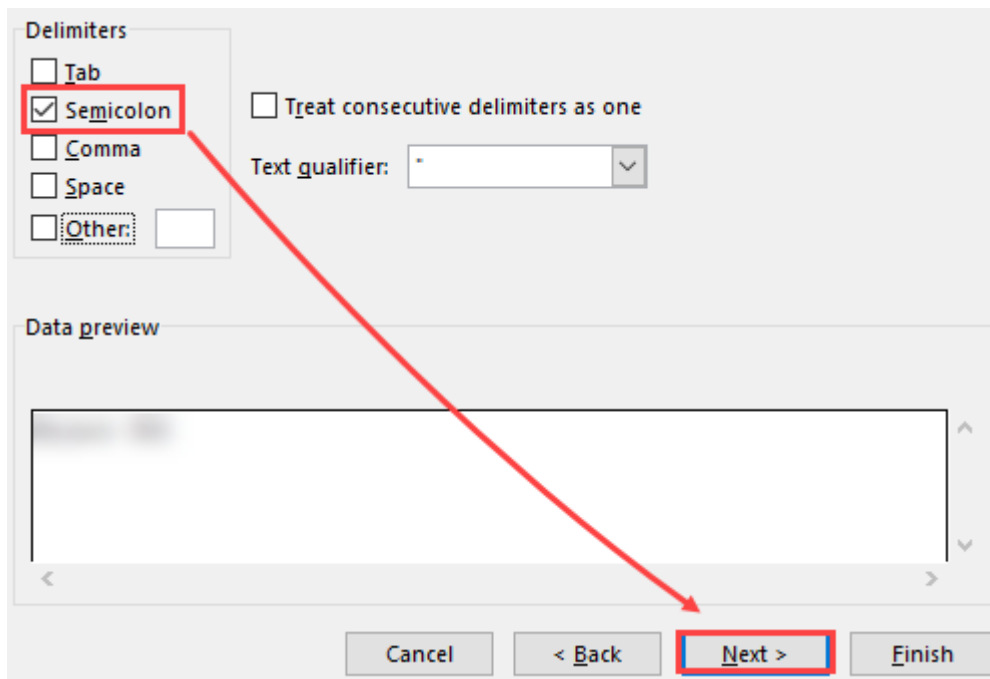 Delimiters
Tab
Semicolon
Treat consecutive delimiters as one
Comma
Text qualifier: "
Space
Other:
Data preview
Cancel
< Back
Next >
Finish